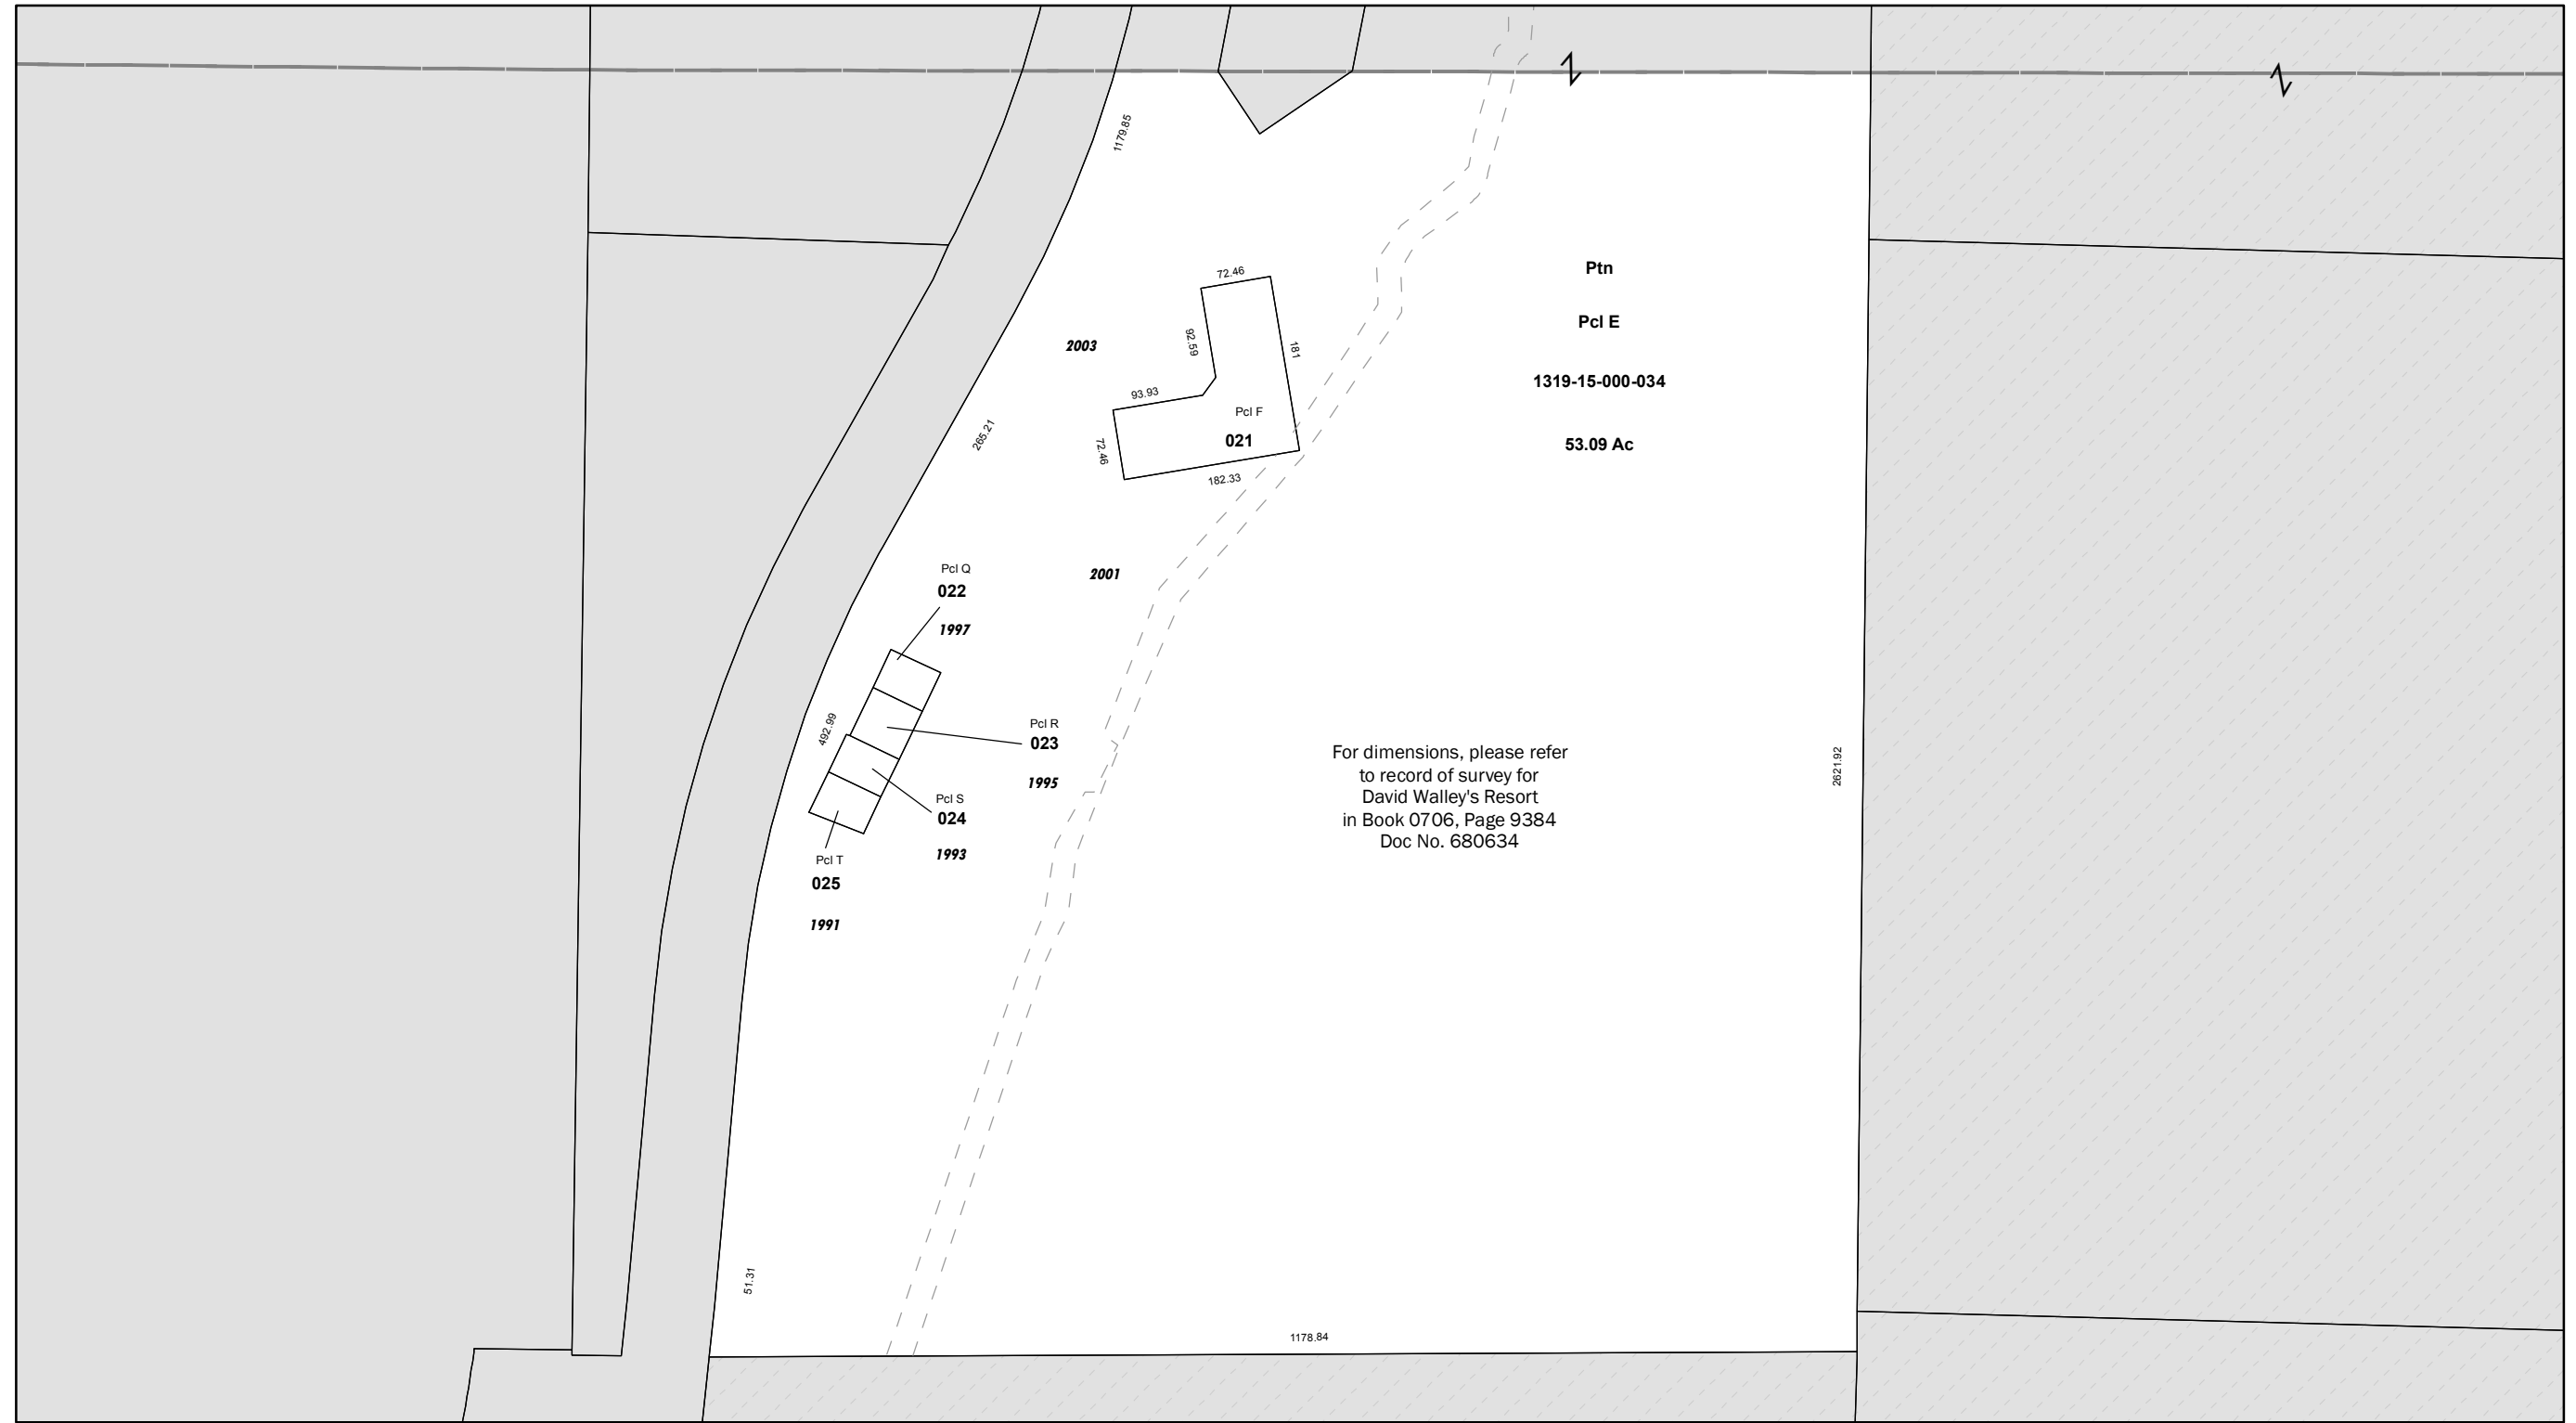 1179.85
Ptn
72.46
Pcl E
2003
92.59
181
1319-15-000-034
93.93
Pcl F
265.21
021
53.09 Ac
72.46
182.33
Pcl Q
2001
022
1997
492.99
Pcl R
023
1995
For dimensions, please refer
to record of survey for
David Walley's Resort
in Book 0706, Page 9384
Doc No. 680634
2621.92
Pcl S
024
1993
Pcl T
025
1991
51.31
1178.84